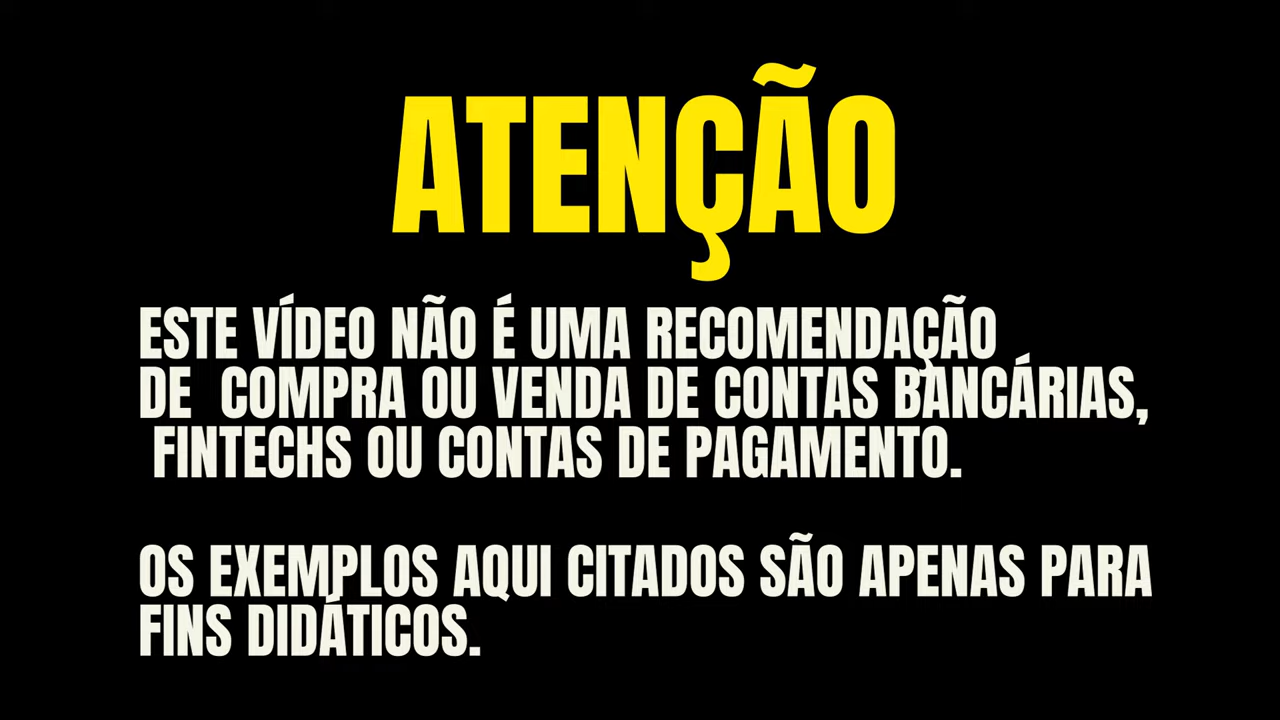 ATENÇÃO
ESTE VÍDEO NÃO É UMA RECOMENDAÇÃO
DE COMPRA OU VENDA DE CONTAS BANCÁRIAS,
FINTECHS OU CONTAS DE PAGAMENTO.
OS EXEMPLOS AQUI CITADOS SÃO APENAS PARA
FINS DIDÁTICOS.